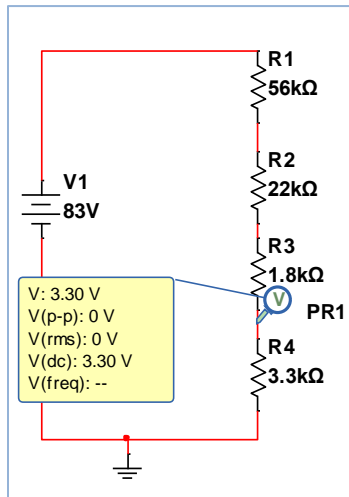 R1
56kΩ
R2
22kΩ
V1
83V
R3
1.8kΩ
V
PR1
V: 3.30 V
V(p-p): 0 V
V(rms): 0 V
V(dc): 3.30 V
V(freq): --
R4
3.3kΩ